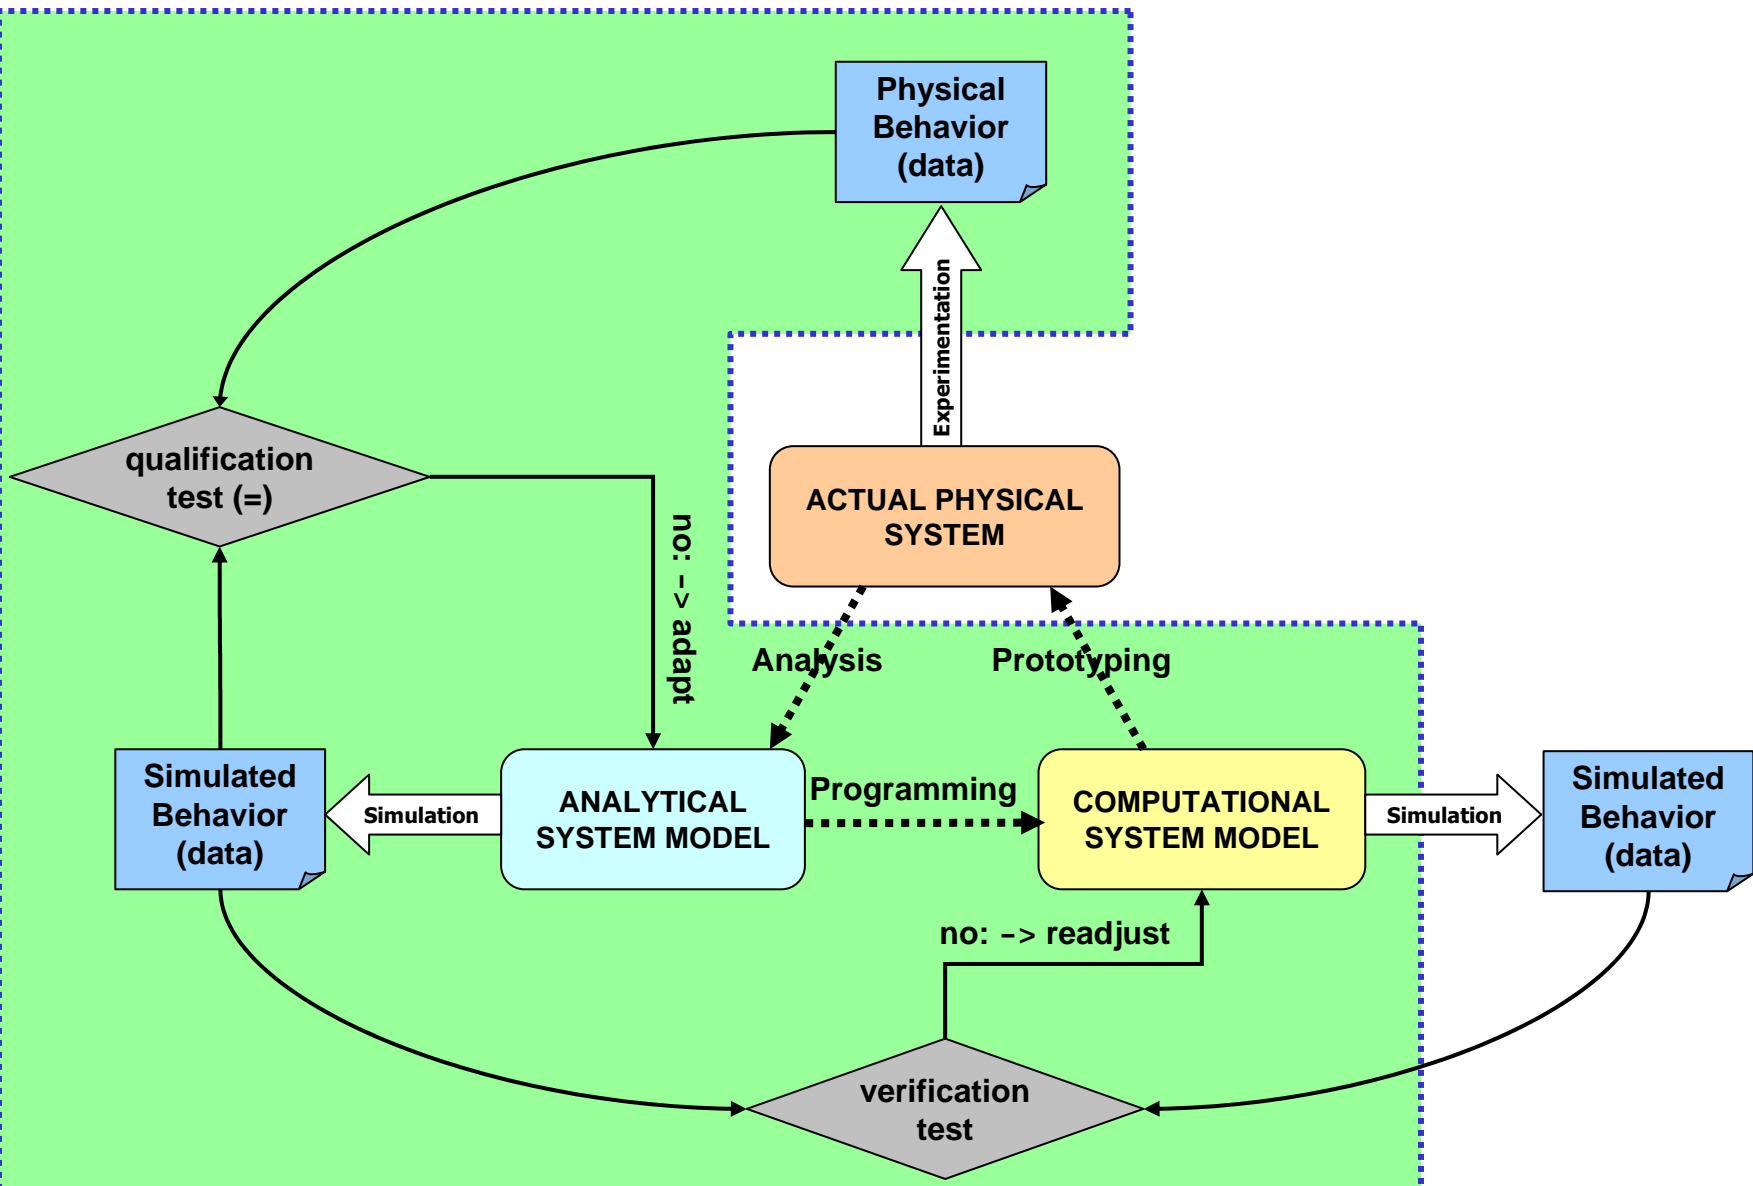 Physical
Behavior
(data)
Experimentation
qualification
test (=)
ACTUAL PHYSICAL
SYSTEM
no: –> adapt
Analysis
Prototyping
Simulated
Behavior
(data)
Simulation
ANALYTICAL
SYSTEM MODEL
Programming
COMPUTATIONAL
SYSTEM MODEL
Simulation
Simulated
Behavior
(data)
no: –> readjust
verification
test